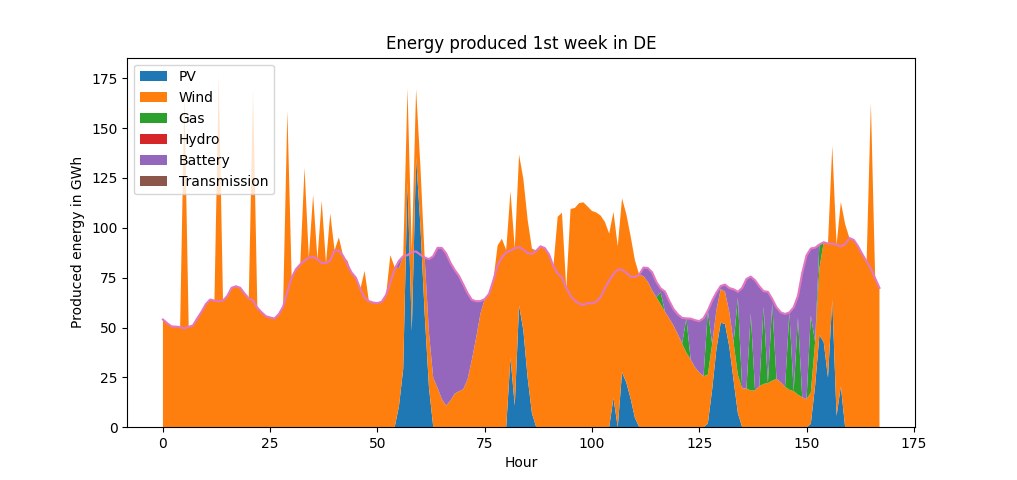 Energy produced 1st week in DE
PV
Wind
Gas
Hydro
Battery
Transmission
Produced energy in GWh
175
150
125
100
75
50
25
0
0 25 50 75 100 125 150 175
Hour